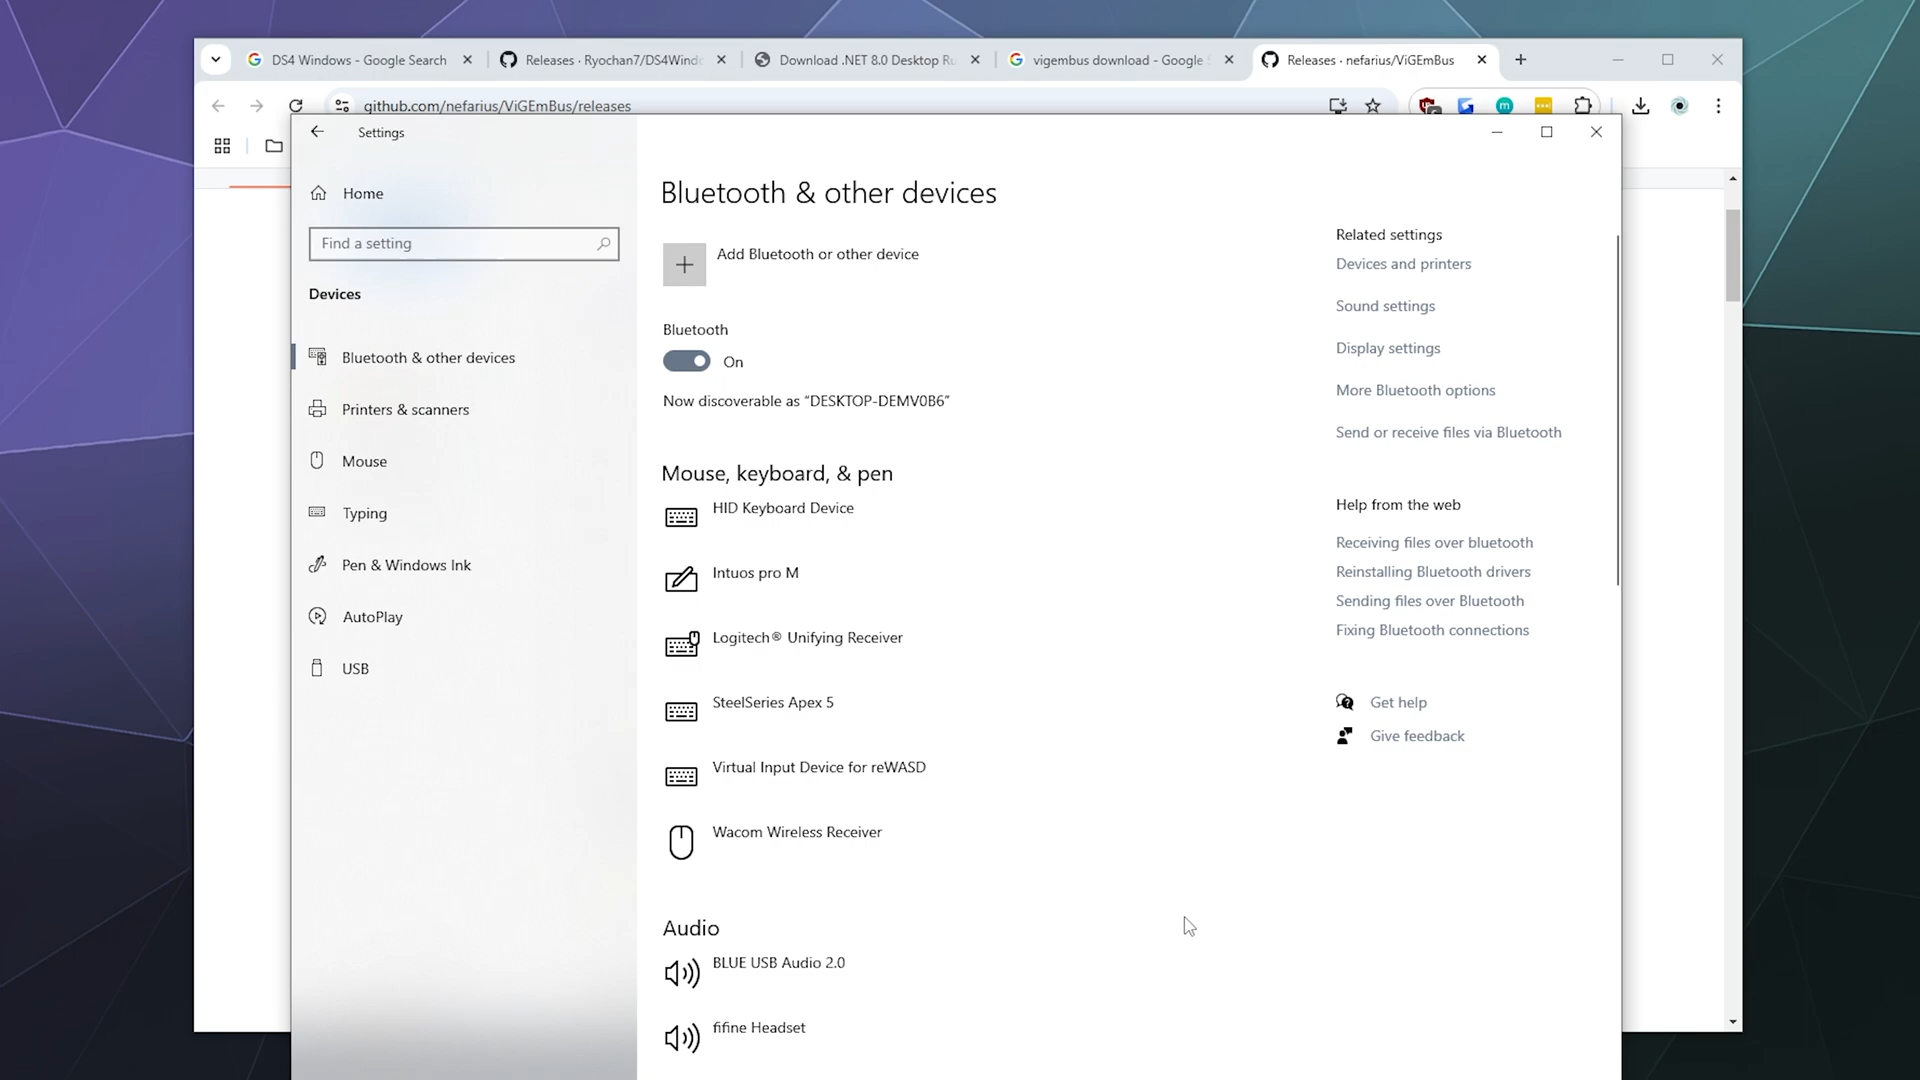 DS4 Windows - Google Search
Releases · Ryochan7/DS4Windo
Download .NET 8.0 Desktop Ru
vigembus download - Google S
Releases · nefarius/ViGEmBus
github.com/nefarius/ViGEmBus/releases
Settings
Home
Find a setting
Devices
Bluetooth & other devices
Printers & scanners
Mouse
Typing
Pen & Windows Ink
AutoPlay
USB
Bluetooth & other devices
Add Bluetooth or other device
Bluetooth
On
Now discoverable as “DESKTOP-DEMV0B6”
Mouse, keyboard, & pen
HID Keyboard Device
Intuos pro M
Logitech® Unifying Receiver
SteelSeries Apex 5
Virtual Input Device for reWASD
Wacom Wireless Receiver
Audio
BLUE USB Audio 2.0
fifine Headset
Related settings
Devices and printers
Sound settings
Display settings
More Bluetooth options
Send or receive files via Bluetooth
Help from the web
Receiving files over bluetooth
Reinstalling Bluetooth drivers
Sending files over Bluetooth
Fixing Bluetooth connections
Get help
Give feedback